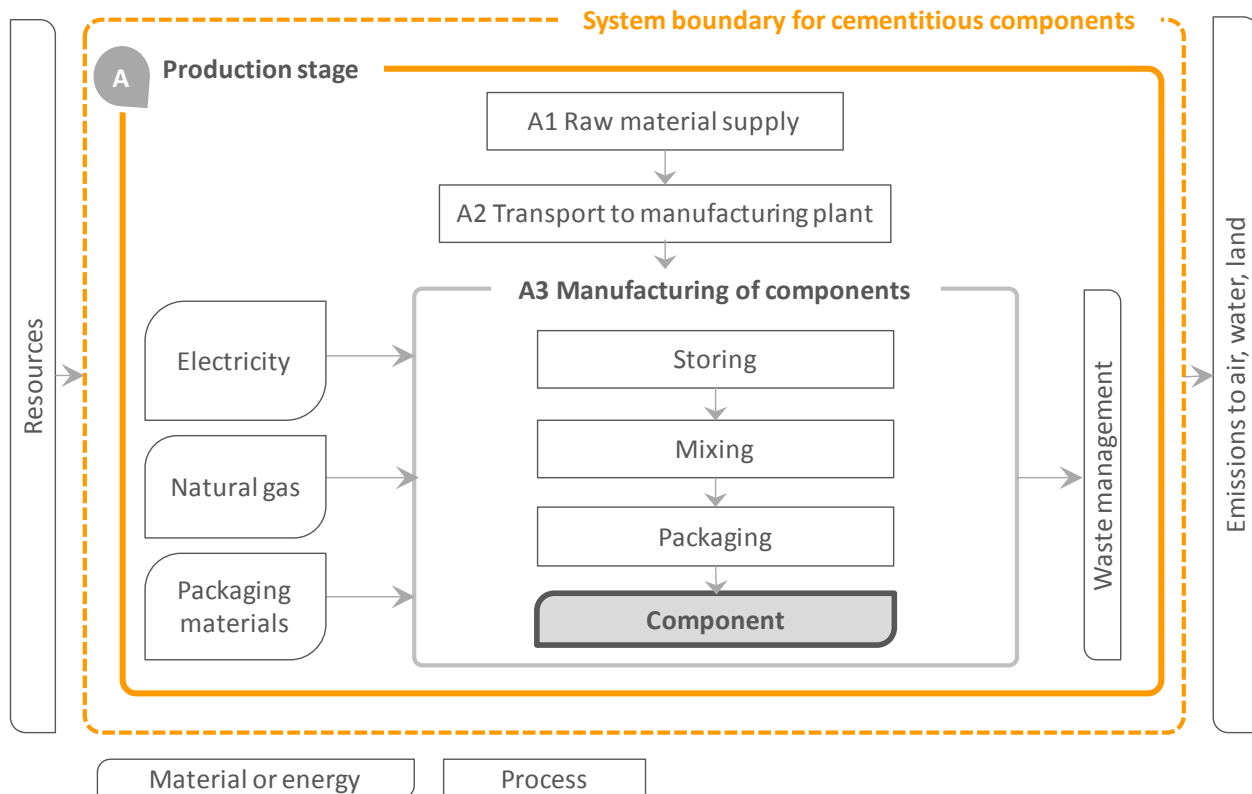 System boundary for cementitious components
A
Production stage
A1 Raw material supply
A2 Transport to manufacturing plant
A3 Manufacturing of components
Resources
Electricity
Natural gas
Packaging
materials
Storing
Mixing
Packaging
Component
Waste management
Emissions to air, water, land
Material or energy
Process